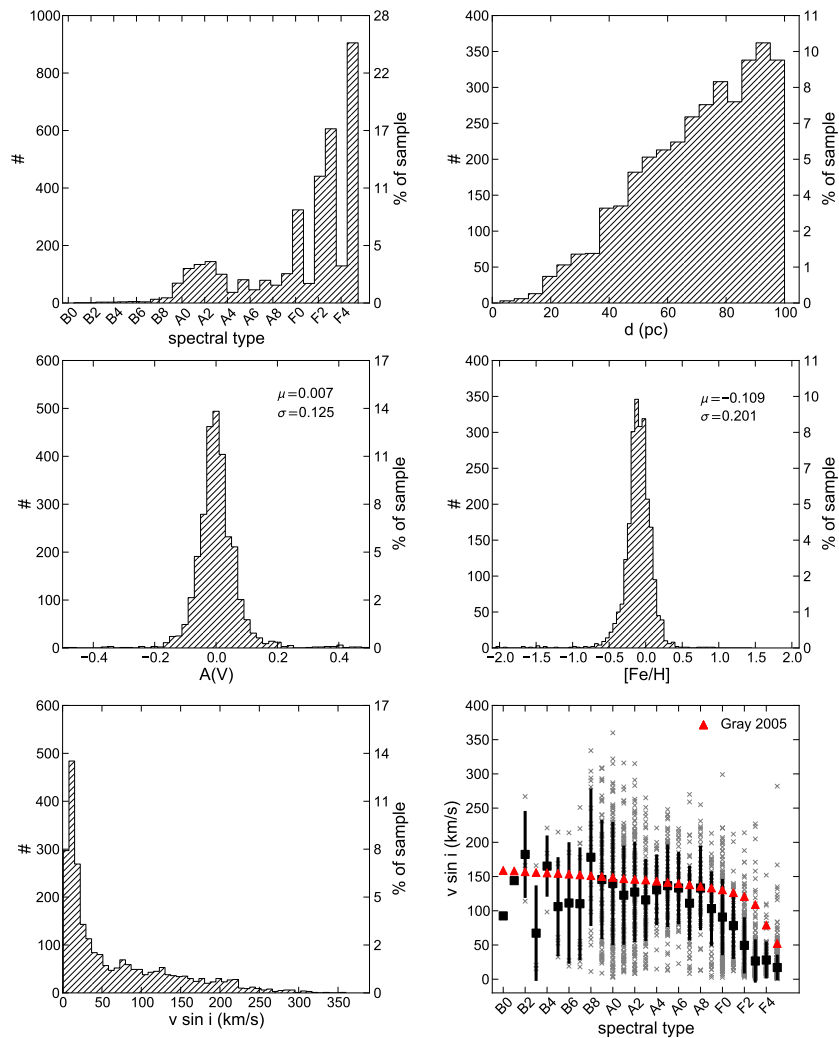 1000 800 600 400 200 0
#
28 22 17 11 5 0
% of sample
B0 B2 B4 B6 B8 A0 A2 A4 A6 A8 F0 F2 F4
spectral type
400 350 300 250 200 150 100 50 0
#
11 10 8 7 5 4 2 1 0
% of sample
0 20 40 60 80 100
d (pc)
600 500 400 300 200 100 0
#
μ=0.007
σ=0.125
17 14 11 8 5 2 0
% of sample
−0.4 −0.2 0.0 0.2 0.4
A(V)
400 350 300 250 200 150 100 50 0
#
μ=−0.109
σ=0.201
11 10 8 7 5 4 2 1 0
% of sample
−2.0 −1.5 −1.0 −0.5 0.0 0.5 1.0 1.5 2.0
[Fe/H]
600 500 400 300 200 100 0
#
17 14 11 8 5 2 0
% of sample
0 50 100 150 200 250 300 350
v sin i (km/s)
400 350 300 250 200 150 100 50 0
v sin i (km/s)
Gray 2005
B0 B2 B4 B6 B8 A0 A2 A4 A6 A8 F0 F2 F4
spectral type